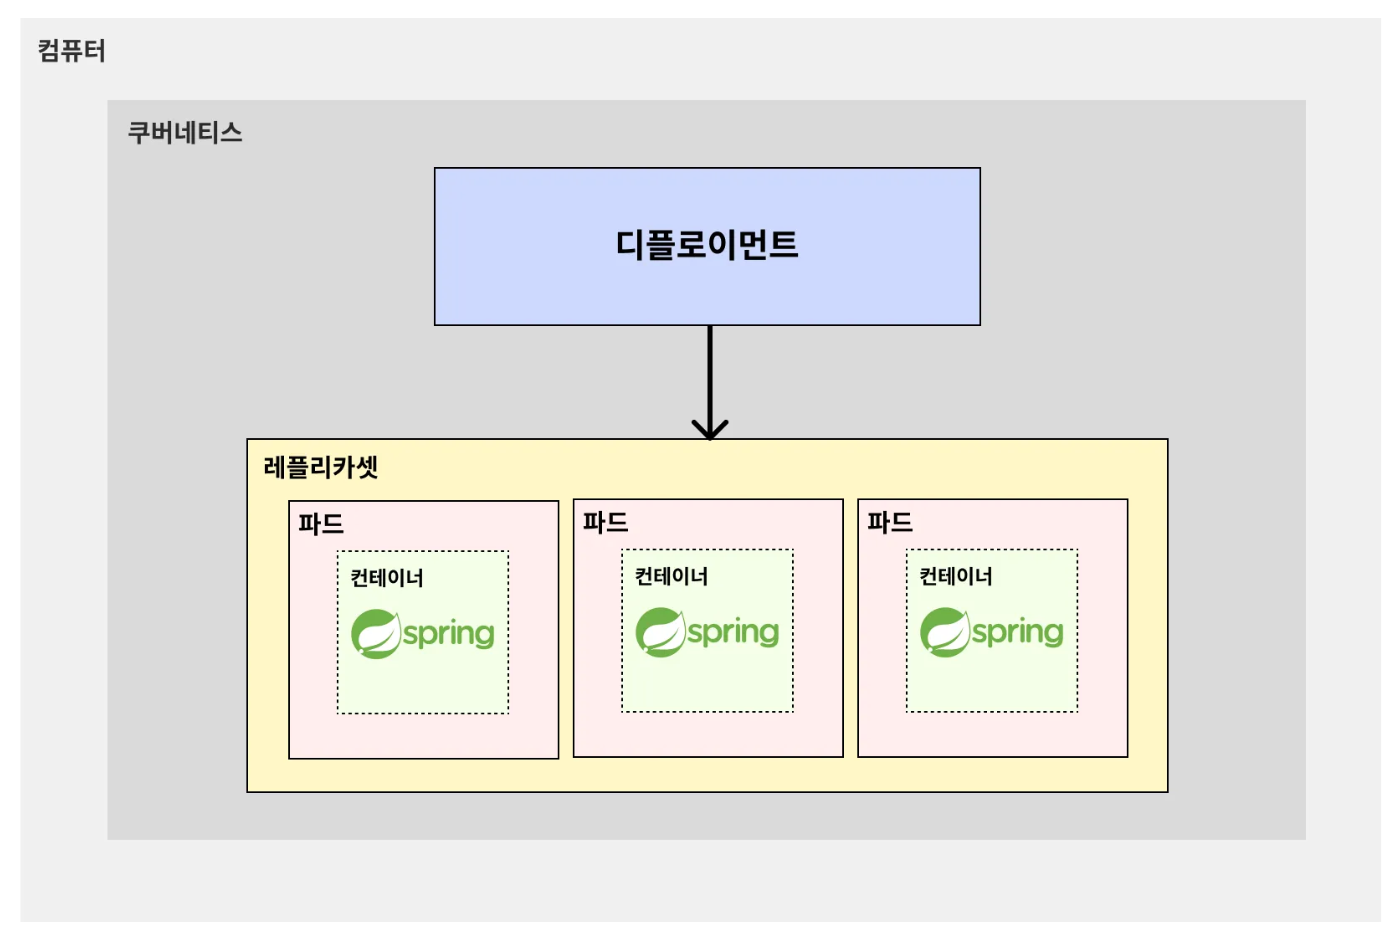 컴퓨터
쿠버네티스
디플로이먼트
레플리카셋
파드
컨테이너
spring
파드
컨테이너
spring
파드
컨테이너
spring